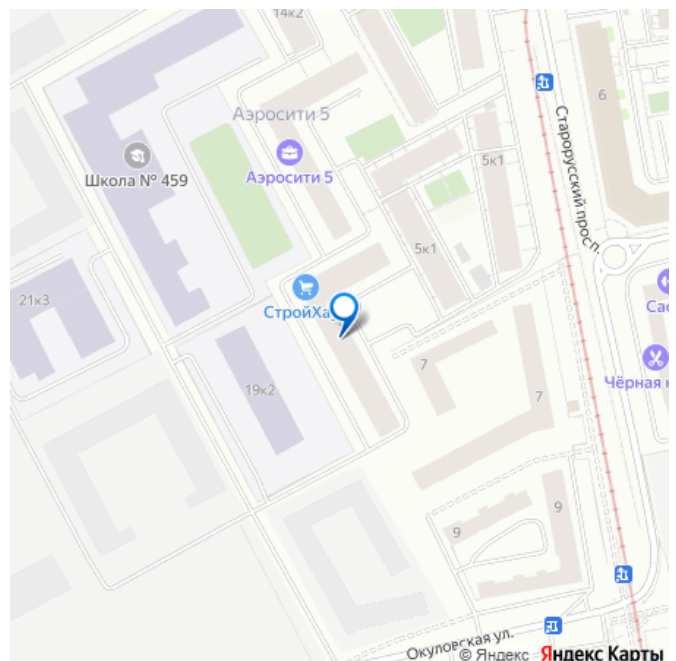 14к2
6
Аэросити 5
Старорусский просп.
5к1
Школа № 459
Аэросити 5
5к1
21к3
СтройХа
7
19к2
7
Чёрная
9
9
Окуловская ул.
© Яндекс Яндекс Карты